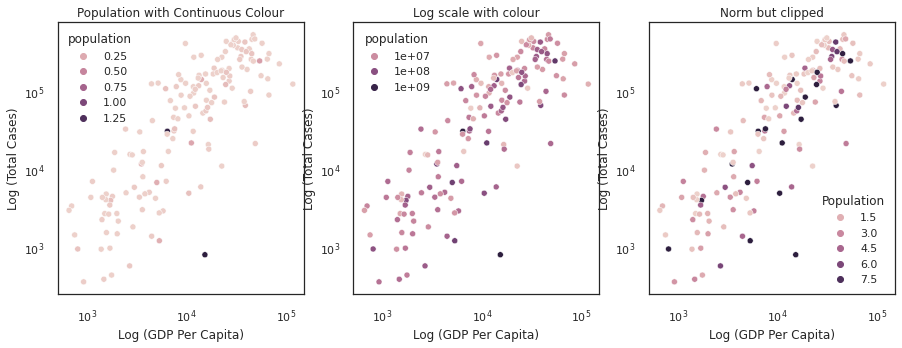 Population with Continuous Colour
population
0.25
0.50
0.75
1.00
1.25
Log (Total Cases)
10^5
10^4
10^3
10^3 10^4 10^5
Log (GDP Per Capita)
Log scale with colour
population
1e+07
1e+08
1e+09
Log (Total Cases)
10^5
10^4
10^3
10^3 10^4 10^5
Log (GDP Per Capita)
Norm but clipped
Log (Total Cases)
10^5
10^4
10^3
Population
1.5
3.0
4.5
6.0
7.5
10^3 10^4 10^5
Log (GDP Per Capita)